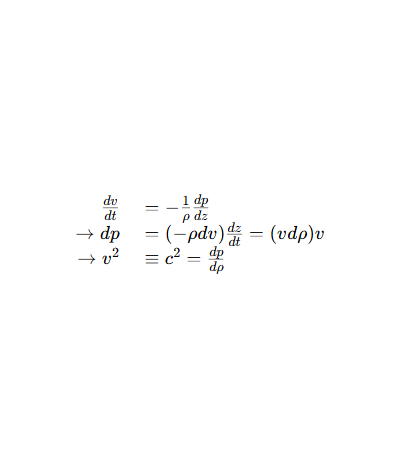 dv/dt = −1/ρ dp/dz
→ dp = (−ρdv)dz/dt = (vdρ)v
→ v² ≡ c² = dp/dρ